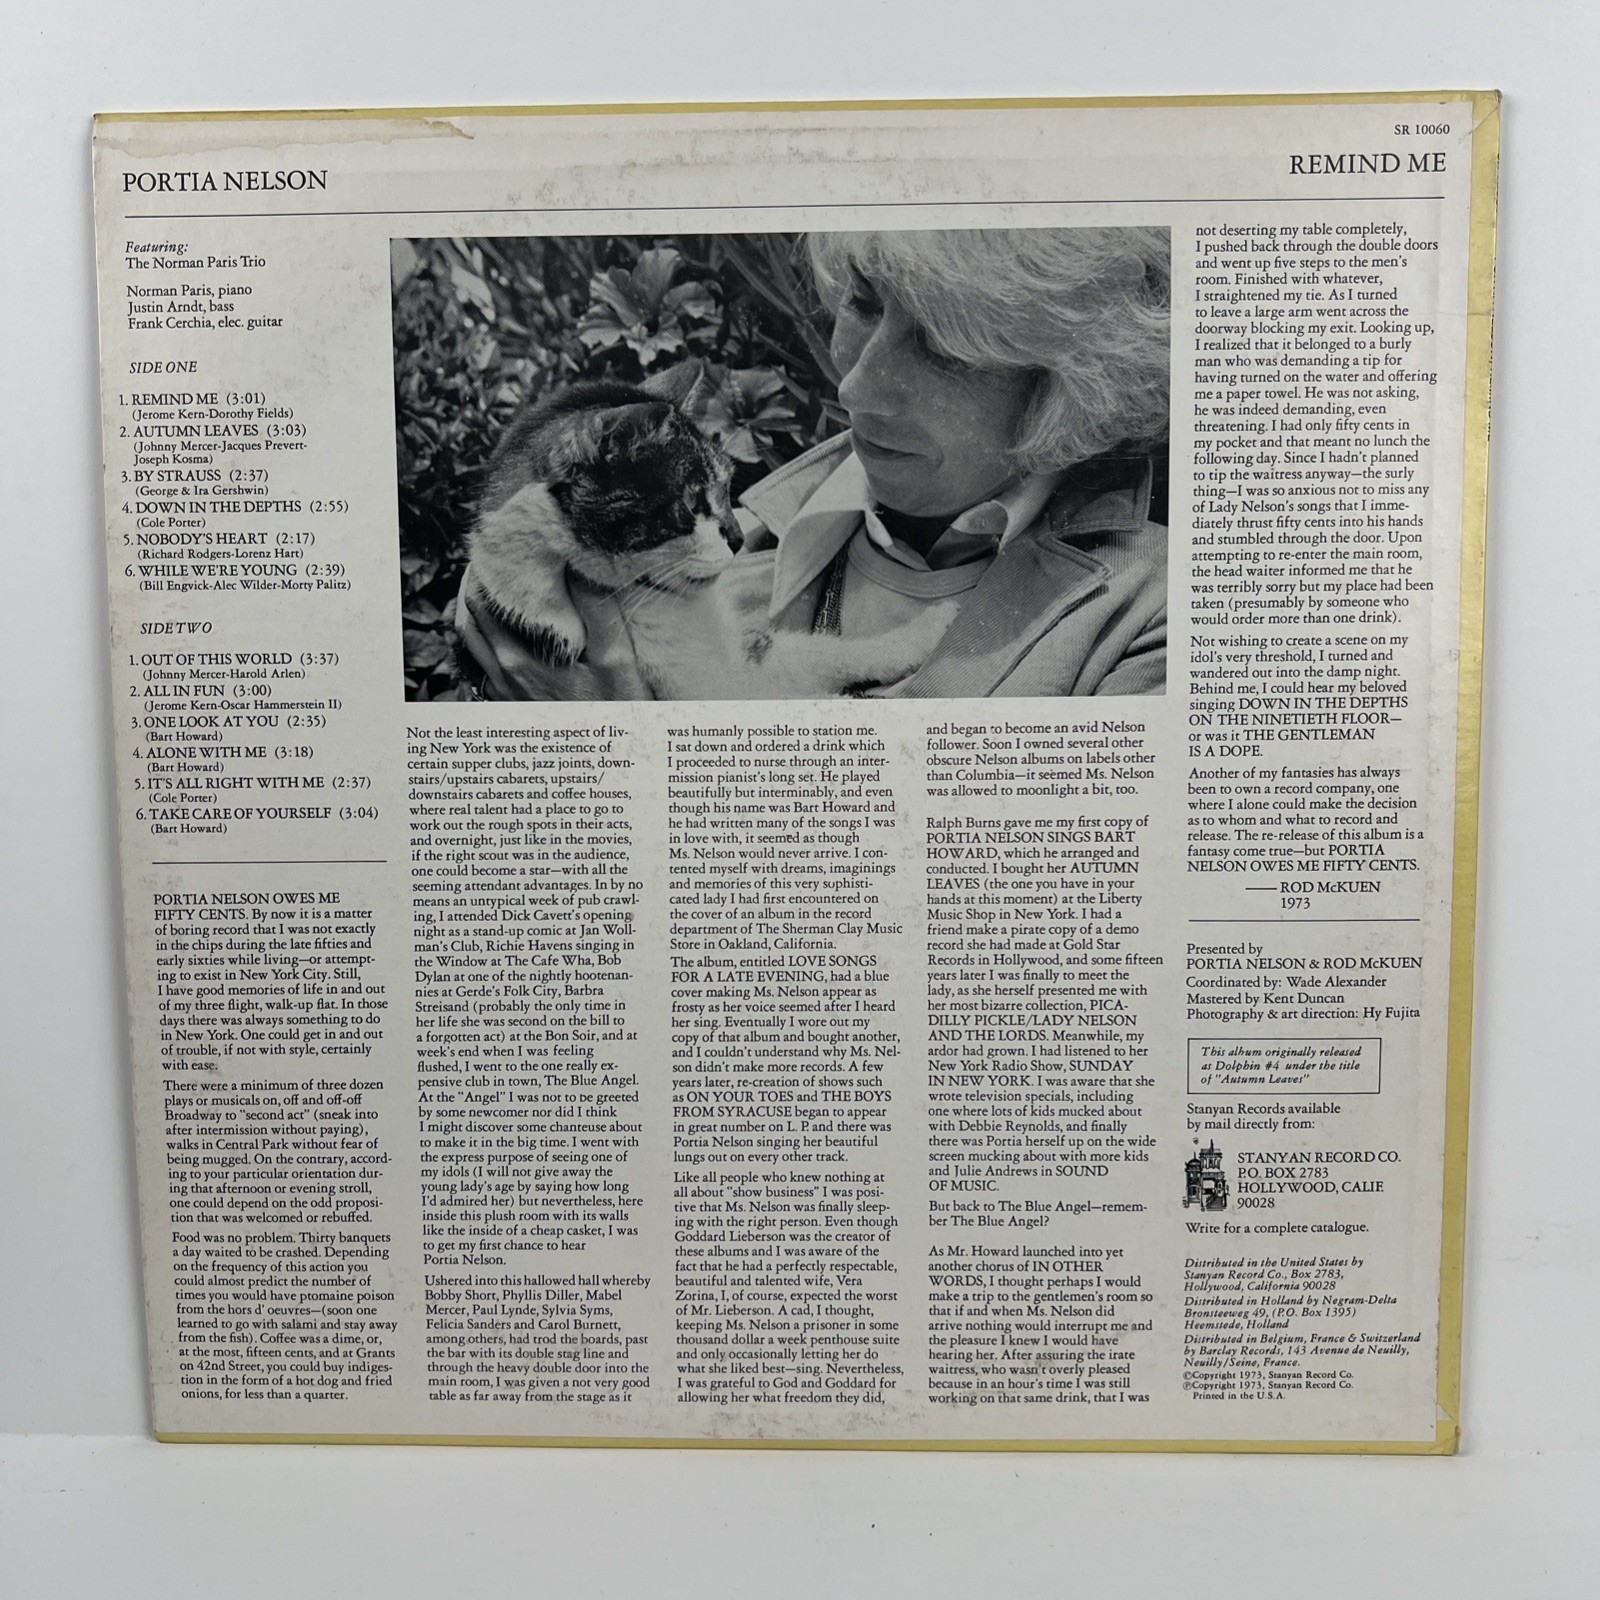 SR 10060
PORTIA NELSON
REMIND ME
Featuring:
The Norman Paris Trio
Norman Paris, piano
Justin Arndt, bass
Frank Cerchia, elec. guitar
SIDE ONE
1. REMIND ME (3:01)
(Jerome Kern-Dorothy Fields)
2. AUTUMN LEAVES (3:03)
(Johnny Mercer-Jacques Prevert-
Joseph Kosma)
3. BY STRAUSS (2:37)
(George & Ira Gershwin)
4. DOWN IN THE DEPTHS (2:55)
(Cole Porter)
5. NOBODY'S HEART (2:17)
(Richard Rodgers-Lorenz Hart)
6. WHILE WE'RE YOUNG (2:39)
(Bill Engvick-Alec Wilder-Morty Palitz)
SIDE TWO
1. OUT OF THIS WORLD (3:37)
(Johnny Mercer-Harold Arlen)
2. ALL IN FUN (3:00)
(Jerome Kern-Oscar Hammerstein II)
3. ONE LOOK AT YOU (2:35)
(Bart Howard)
4. ALONE WITH ME (3:18)
(Bart Howard)
5. IT'S ALL RIGHT WITH ME (2:37)
(Cole Porter)
6. TAKE CARE OF YOURSELF (3:04)
(Bart Howard)
PORTIA NELSON OWES ME
FIFTY CENTS. By now it is a matter
of boring record that I was not exactly
in the chips during the late fifties and
early sixties while living—or attempt-
ing to exist in New York City. Still,
I have good memories of life in and out
of my three flight, walk-up flat. In those
days there was always something to do
in New York. One could get in and out
of trouble, if not with style, certainly
with ease.
There were a minimum of three dozen
plays or musicals on, off and off-off
Broadway to "second act" (sneak into
after intermission without paying),
walks in Central Park without fear of
being mugged. On the contrary, accord-
ing to your particular orientation dur-
ing that afternoon or evening stroll,
one could depend on the odd proposi-
tion that was welcomed or rebuffed.
Food was no problem. Thirty banquets
a day waited to be crashed. Depending
on the frequency of this action you
could almost predict the number of
times you would have ptomaine poison
from the hors d' oeuvres—(soon one
learned to go with salami and stay away
from the fish). Coffee was a dime, or,
at the most, fifteen cents, and at Grants
on 42nd Street, you could buy indiges-
tion in the form of a hot dog and fried
onions, for less than a quarter.
Not the least interesting aspect of liv-
ing New York was the existence of
certain supper clubs, jazz joints, down-
stairs/upstairs cabarets, upstairs/
downstairs cabarets and coffee houses,
where real talent had a place to go to
work out the rough spots in their acts,
and overnight, just like in the movies,
if the right scout was in the audience,
one could become a star—with all the
seeming attendant advantages. In by no
means an untypical week of pub crawl-
ing, I attended Dick Cavett's opening
night as a stand-up comic at Jan Woll-
man's Club, Richie Havens singing in
the Window at The Cafe Wha, Bob
Dylan at one of the nightly hootenan-
nies at Gerde's Folk City, Barbra
Streisand (probably the only time in
her life she was second on the bill to
a forgotten act) at the Bon Soir, and at
week's end when I was feeling
flushed, I went to the one really ex-
pensive club in town, The Blue Angel.
At the "Angel" I was not to be greeted
by some newcomer nor did I think
I might discover some chanteuse about
to make it in the big time. I went with
the express purpose of seeing one of
my idols (I will not give away the
young lady's age by saying how long
I'd admired her) but nevertheless, here
inside this plush room with its walls
like the inside of a cheap casket, I was
to get my first chance to hear
Portia Nelson.
Ushered into this hallowed hall whereby
Bobby Short, Phyllis Diller, Mabel
Mercer, Paul Lynde, Sylvia Syms,
Felicia Sanders and Carol Burnett,
among others, had trod the boards, past
the bar with its double stag line and
through the heavy double door into the
main room, I was given a not very good
table as far away from the stage as it
was humanly possible to station me.
I sat down and ordered a drink which
I proceeded to nurse through an inter-
mission pianist's long set. He played
beautifully but interminably, and even
though his name was Bart Howard and
he had written many of the songs I was
in love with, it seemed as though
Ms. Nelson would never arrive. I con-
tented myself with dreams, imaginings
and memories of this very sophisti-
cated lady I had first encountered on
the cover of an album in the record
department of The Sherman Clay Music
Store in Oakland, California.
The album, entitled LOVE SONGS
FOR A LATE EVENING, had a blue
cover making Ms. Nelson appear as
frosty as her voice seemed after I heard
her sing. Eventually I wore out my
copy of that album and bought another,
and I couldn't understand why Ms. Nel-
son didn't make more records. A few
years later, re-creation of shows such
as ON YOUR TOES and THE BOYS
FROM SYRACUSE began to appear
in great number on L. P. and there was
Portia Nelson singing her beautiful
lungs out on every other track.
Like all people who knew nothing at
all about "show business" I was posi-
tive that Ms. Nelson was finally sleep-
ing with the right person. Even though
Goddard Lieberson was the creator of
these albums and I was aware of the
fact that he had a perfectly respectable,
beautiful and talented wife, Vera
Zorina, I, of course, expected the worst
of Mr. Lieberson. A cad, I thought,
keeping Ms. Nelson a prisoner in some
thousand dollar a week penthouse suite
and only occasionally letting her do
what she liked best—sing. Nevertheless,
I was grateful to God and Goddard for
allowing her what freedom they did,
and began to become an avid Nelson
follower. Soon I owned several other
obscure Nelson albums on labels other
than Columbia—it seemed Ms. Nelson
was allowed to moonlight a bit, too.
Ralph Burns gave me my first copy of
PORTIA NELSON SINGS BART
HOWARD, which he arranged and
conducted. I bought her AUTUMN
LEAVES (the one you have in your
hands at this moment) at the Liberty
Music Shop in New York. I had a
friend make a pirate copy of a demo
record she had made at Gold Star
Records in Hollywood, and some fifteen
years later I was finally to meet the
lady, as she herself presented me with
her most bizarre collection, PICA-
DILLY PICKLE/LADY NELSON
AND THE LORDS. Meanwhile, my
ardor had grown. I had listened to her
New York Radio Show, SUNDAY
IN NEW YORK. I was aware that she
wrote television specials, including
one where lots of kids mucked about
with Debbie Reynolds, and finally
there was Portia herself up on the wide
screen mucking about with more kids
and Julie Andrews in SOUND
OF MUSIC.
But back to The Blue Angel—remem-
ber The Blue Angel?
As Mr. Howard launched into yet
another chorus of IN OTHER
WORDS, I thought perhaps I would
make a trip to the gentlemen's room so
that if and when Ms. Nelson did
arrive nothing would interrupt me and
the pleasure I knew I would have
hearing her. After assuring the irate
waitress, who wasn't overly pleased
because in an hour's time I was still
working on that same drink, that I was
not deserting my table completely,
I pushed back through the double doors
and went up five steps to the men's
room. Finished with whatever,
I straightened my tie. As I turned
to leave a large arm went across the
doorway blocking my exit. Looking up,
I realized that it belonged to a burly
man who was demanding a tip for
having turned on the water and offering
me a paper towel. He was not asking,
he was indeed demanding, even
threatening. I had only fifty cents in
my pocket and that meant no lunch the
following day. Since I hadn't planned
to tip the waitress anyway—the surly
thing—I was so anxious not to miss any
of Lady Nelson's songs that I imme-
diately thrust fifty cents into his hands
and stumbled through the door. Upon
attempting to re-enter the main room,
the head waiter informed me that he
was terribly sorry but my place had been
taken (presumably by someone who
would order more than one drink).
Not wishing to create a scene on my
idol's very threshold, I turned and
wandered out into the damp night.
Behind me, I could hear my beloved
singing DOWN IN THE DEPTHS
ON THE NINETIETH FLOOR—
or was it THE GENTLEMAN
IS A DOPE.
Another of my fantasies has always
been to own a record company, one
where I alone could make the decision
as to whom and what to record and
release. The re-release of this album is a
fantasy come true—but PORTIA
NELSON OWES ME FIFTY CENTS.
—— ROD McKUEN
1973
Presented by
PORTIA NELSON & ROD McKUEN
Coordinated by: Wade Alexander
Mastered by Kent Duncan
Photography & art direction: Hy Fujita
This album originally released
as Dolphin #4 under the title
of "Autumn Leaves"
Stanyan Records available
by mail directly from:
STANYAN RECORD CO.
P.O. BOX 2783
HOLLYWOOD, CALIF.
90028
Write for a complete catalogue.
Distributed in the United States by
Stanyan Record Co., Box 2783,
Hollywood, California 90028
Distributed in Holland by Negram-Delta
Bronsteeweg 49, (P.O. Box 1395)
Heemstede, Holland
Distributed in Belgium, France & Switzerland
by Barclay Records, 143 Avenue de Neuilly,
Neuilly/Seine, France.
©Copyright 1973, Stanyan Record Co.
℗Copyright 1973, Stanyan Record Co.
Printed in the U.S.A.